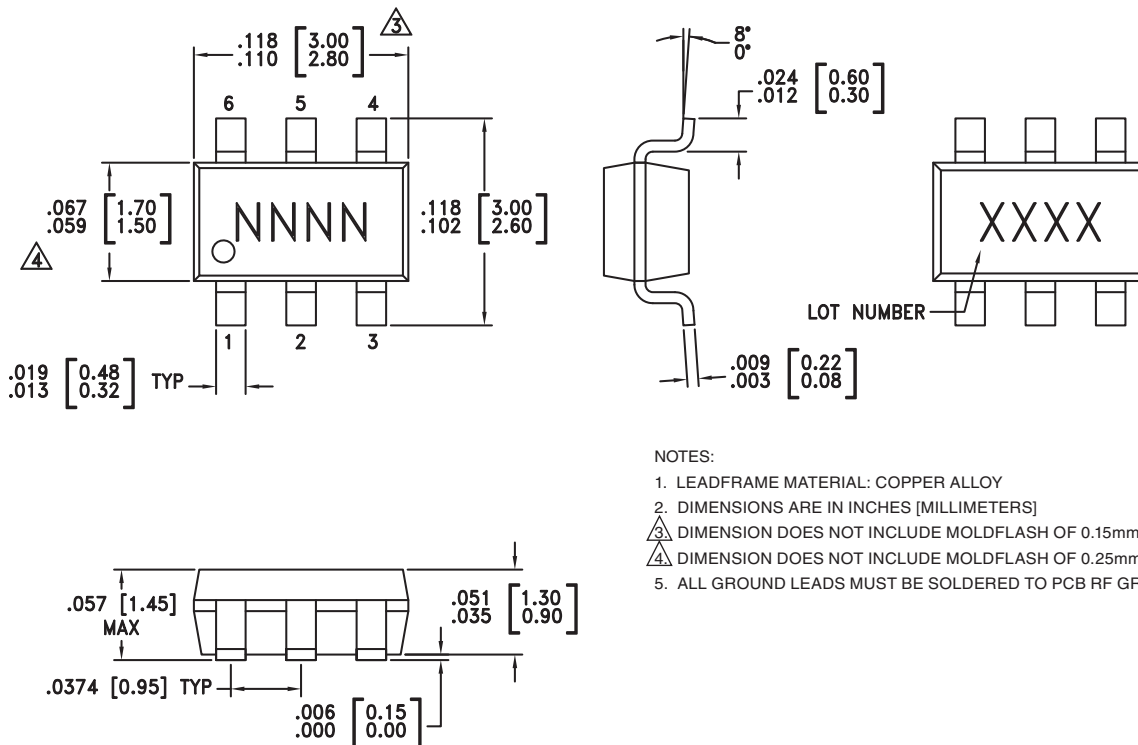 3
.118 [3.00]
.110 [2.80]
6 5 4
.067 [1.70]
.059 [1.50]
4
NNNN
.118 [3.00]
.102 [2.60]
1 2 3
.019 [0.48]
.013 [0.32] TYP
8°
0°
.024 [0.60]
.012 [0.30]
.009 [0.22]
.003 [0.08]
XXXX
LOT NUMBER
NOTES:
1. LEADFRAME MATERIAL: COPPER ALLOY
2. DIMENSIONS ARE IN INCHES [MILLIMETERS]
3. DIMENSION DOES NOT INCLUDE MOLDFLASH OF 0.15mm
4. DIMENSION DOES NOT INCLUDE MOLDFLASH OF 0.25mm
5. ALL GROUND LEADS MUST BE SOLDERED TO PCB RF
.057 [1.45]
MAX
.051 [1.30]
.035 [0.90]
.0374 [0.95] TYP
.006 [0.15]
.000 [0.00]